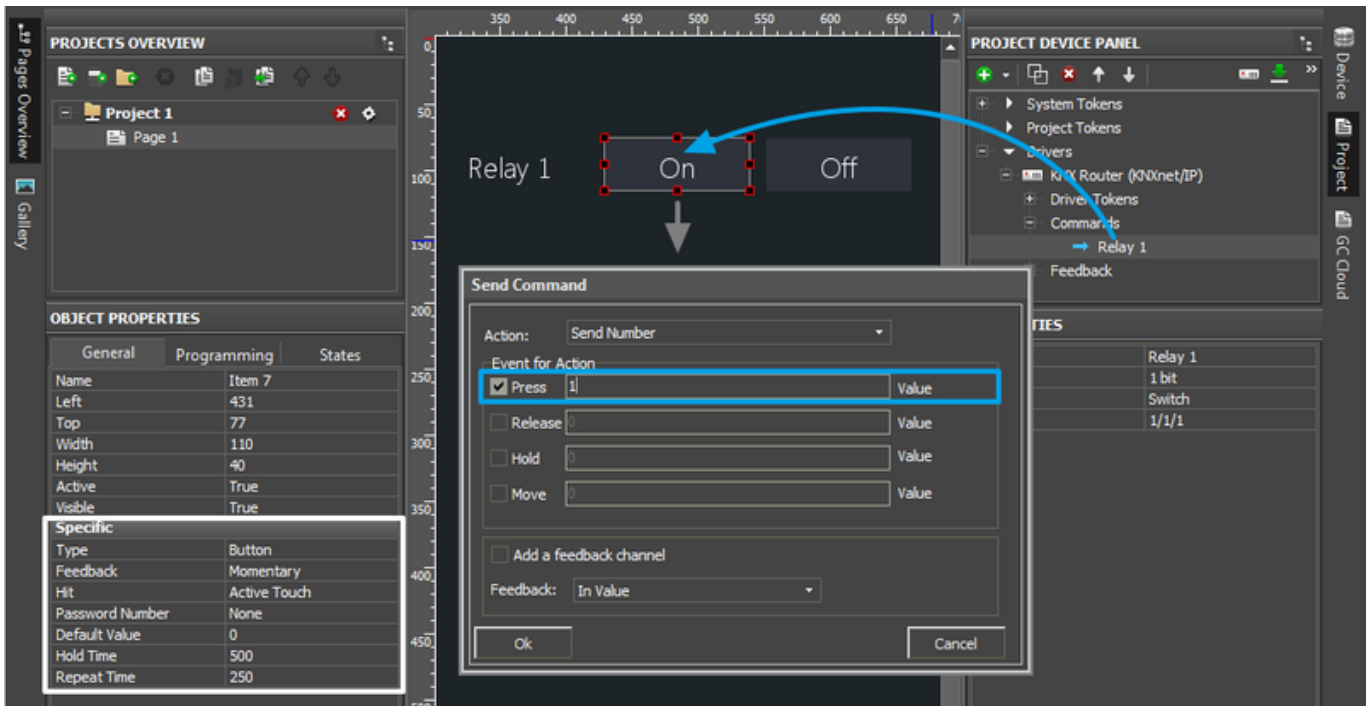 350 400 450 500 550 600 650
Pages Overview
Gallery
PROJECTS OVERVIEW
Project 1
Page 1
OBJECT PROPERTIES
General Programming States
Name Item 7
Left 431
Top 77
Width 110
Height 40
Active True
Visible True
Specific
Type Button
Feedback Momentary
Hit Active Touch
Password Number None
Default Value 0
Hold Time 500
Repeat Time 250
0
50
100
150
200
250
300
350
400
450
Relay 1 On Off
Send Command
Action: Send Number
Event for Action
Press 1 Value
Release 0 Value
Hold 0 Value
Move 0 Value
Add a feedback channel
Feedback: In Value
Ok Cancel
PROJECT DEVICE PANEL
System Tokens
Project Tokens
Drivers
KNX Router (KNXnet/IP)
Driver Tokens
Commands
Relay 1
Feedback
TIES
Relay 1
1 bit
Switch
1/1/1
Device
Project
GC Cloud